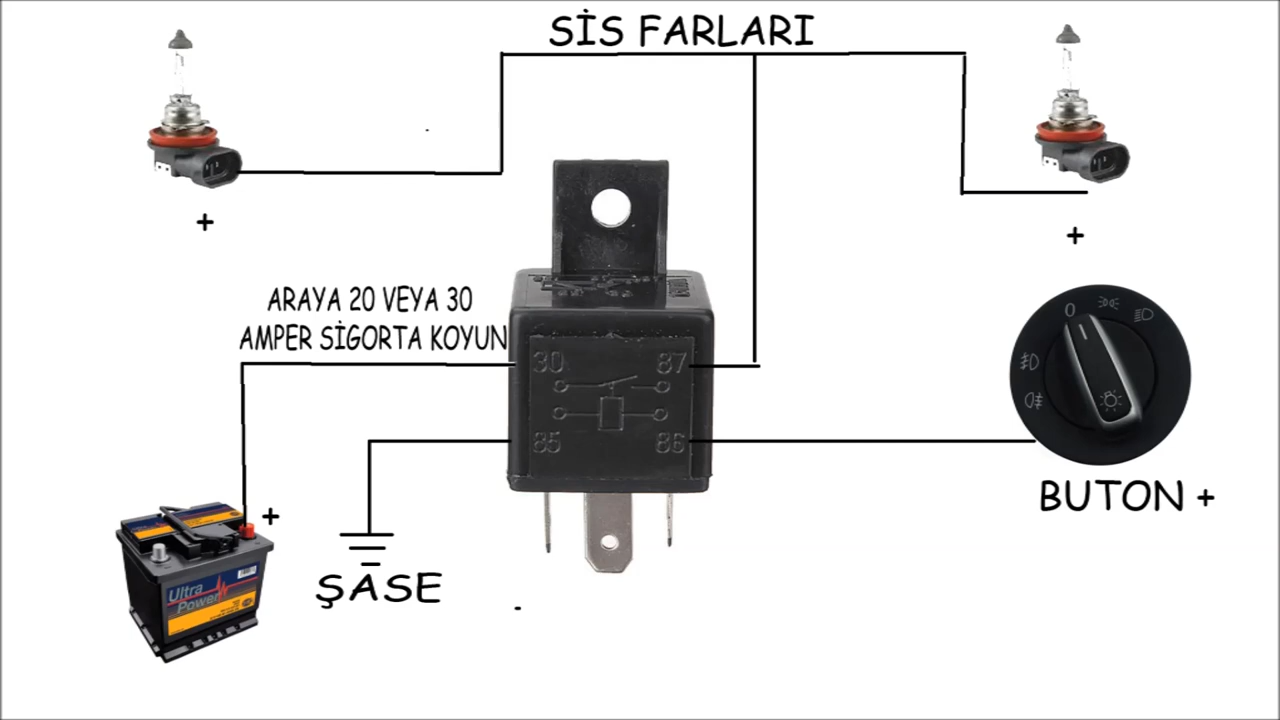 SİS FARLARI
+
+
ARAYA 20 VEYA 30
AMPER SİGORTA KOYUN
30
87
85
86
0
BUTON +
+
Ultra
Power
ŞASE